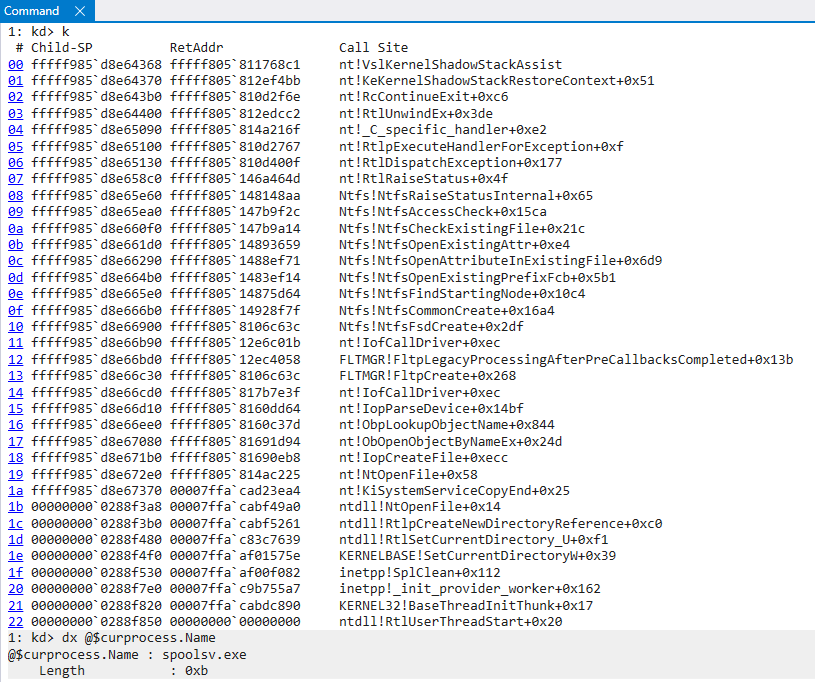 Command ×
1: kd> k
# Child-SP RetAddr Call Site
00 fffff985`d8e64368 fffff805`811768c1 nt!VslKernelShadowStackAssist
01 fffff985`d8e64370 fffff805`812ef4bb nt!KeKernelShadowStackRestoreContext+0x51
02 fffff985`d8e643b0 fffff805`810d2f6e nt!RcContinueExit+0xc6
03 fffff985`d8e64400 fffff805`812edcc2 nt!RtlUnwindEx+0x3de
04 fffff985`d8e65090 fffff805`814a216f nt!_C_specific_handler+0xe2
05 fffff985`d8e65100 fffff805`810d2767 nt!RtlpExecuteHandlerForException+0xf
06 fffff985`d8e65130 fffff805`810d400f nt!RtlDispatchException+0x177
07 fffff985`d8e658c0 fffff805`146a464d nt!RtlRaiseStatus+0x4f
08 fffff985`d8e65e60 fffff805`148148aa Ntfs!NtfsRaiseStatusInternal+0x65
09 fffff985`d8e65ea0 fffff805`147b9f2c Ntfs!NtfsAccessCheck+0x15ca
0a fffff985`d8e660f0 fffff805`147b9a14 Ntfs!NtfsCheckExistingFile+0x21c
0b fffff985`d8e661d0 fffff805`14893659 Ntfs!NtfsOpenExistingAttr+0xe4
0c fffff985`d8e66290 fffff805`1488ef71 Ntfs!NtfsOpenAttributeInExistingFile+0x6d9
0d fffff985`d8e664b0 fffff805`1483ef14 Ntfs!NtfsOpenExistingPrefixFcb+0x5b1
0e fffff985`d8e665e0 fffff805`14875d64 Ntfs!NtfsFindStartingNode+0x10c4
0f fffff985`d8e666b0 fffff805`14928f7f Ntfs!NtfsCommonCreate+0x16a4
10 fffff985`d8e66900 fffff805`8106c63c Ntfs!NtfsFsdCreate+0x2df
11 fffff985`d8e66b90 fffff805`12e6c01b nt!IofCallDriver+0xec
12 fffff985`d8e66bd0 fffff805`12ec4058 FLTMGR!FltpLegacyProcessingAfterPreCallbacksCompleted+0x13b
13 fffff985`d8e66c30 fffff805`8106c63c FLTMGR!FltpCreate+0x268
14 fffff985`d8e66cd0 fffff805`817b7e3f nt!IofCallDriver+0xec
15 fffff985`d8e66d10 fffff805`8160dd64 nt!IopParseDevice+0x14bf
16 fffff985`d8e66ee0 fffff805`8160c37d nt!ObpLookupObjectName+0x844
17 fffff985`d8e67080 fffff805`81691d94 nt!ObOpenObjectByNameEx+0x24d
18 fffff985`d8e671b0 fffff805`81690eb8 nt!IopCreateFile+0xecc
19 fffff985`d8e672e0 fffff805`814ac225 nt!NtOpenFile+0x58
1a fffff985`d8e67370 00007ffa`cad23ea4 nt!KiSystemServiceCopyEnd+0x25
1b 00000000`0288f3a8 00007ffa`cabf49a0 ntdll!NtOpenFile+0x14
1c 00000000`0288f3b0 00007ffa`cabf5261 ntdll!RtlpCreateNewDirectoryReference+0xc0
1d 00000000`0288f480 00007ffa`c83c7639 ntdll!RtlSetCurrentDirectory_U+0xf1
1e 00000000`0288f4f0 00007ffa`af01575e KERNELBASE!SetCurrentDirectoryW+0x39
1f 00000000`0288f530 00007ffa`af00f082 inetpp!SplClean+0x112
20 00000000`0288f7e0 00007ffa`c9b755a7 inetpp!_init_provider_worker+0x162
21 00000000`0288f820 00007ffa`cabdc890 KERNEL32!BaseThreadInitThunk+0x17
22 00000000`0288f850 00000000`00000000 ntdll!RtlUserThreadStart+0x20
1: kd> dx @$curprocess.Name
@$curprocess.Name : spoolsv.exe
Length : 0xb